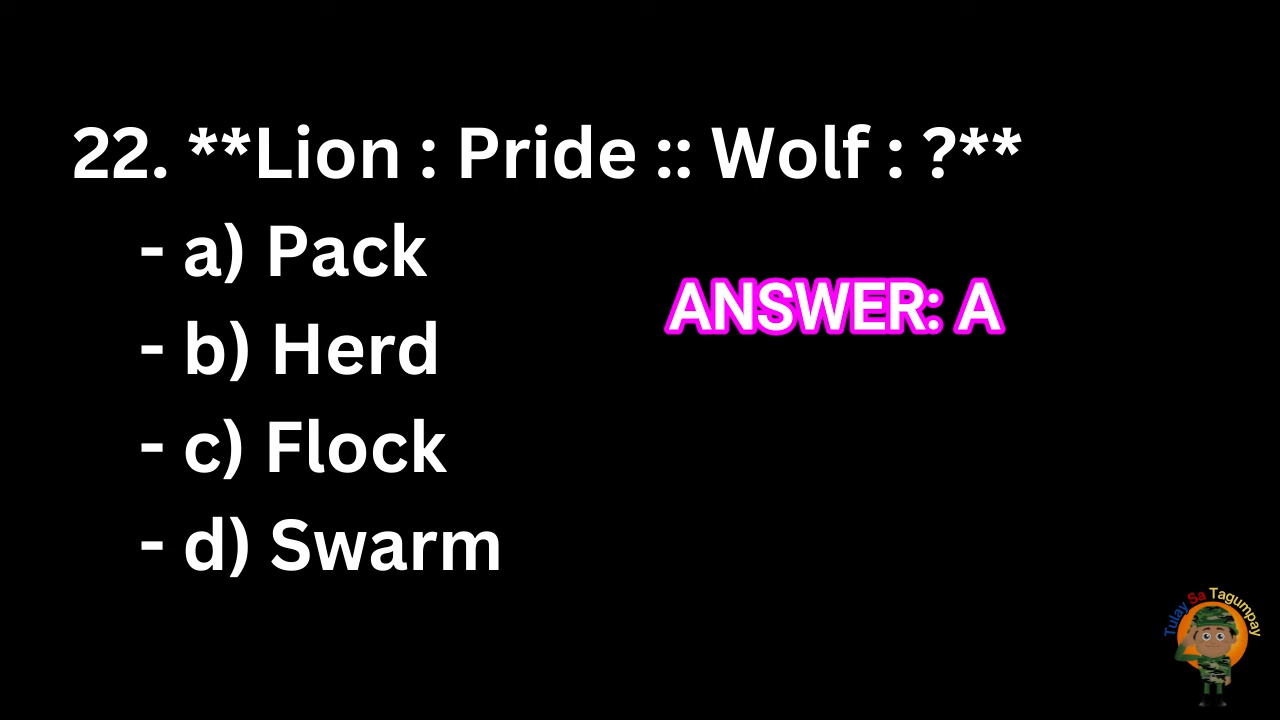 22. **Lion : Pride :: Wolf : ?**
- a) Pack
ANSWER: A
- b) Herd
- c) Flock
- d) Swarm
Tulay Sa Tagumpay